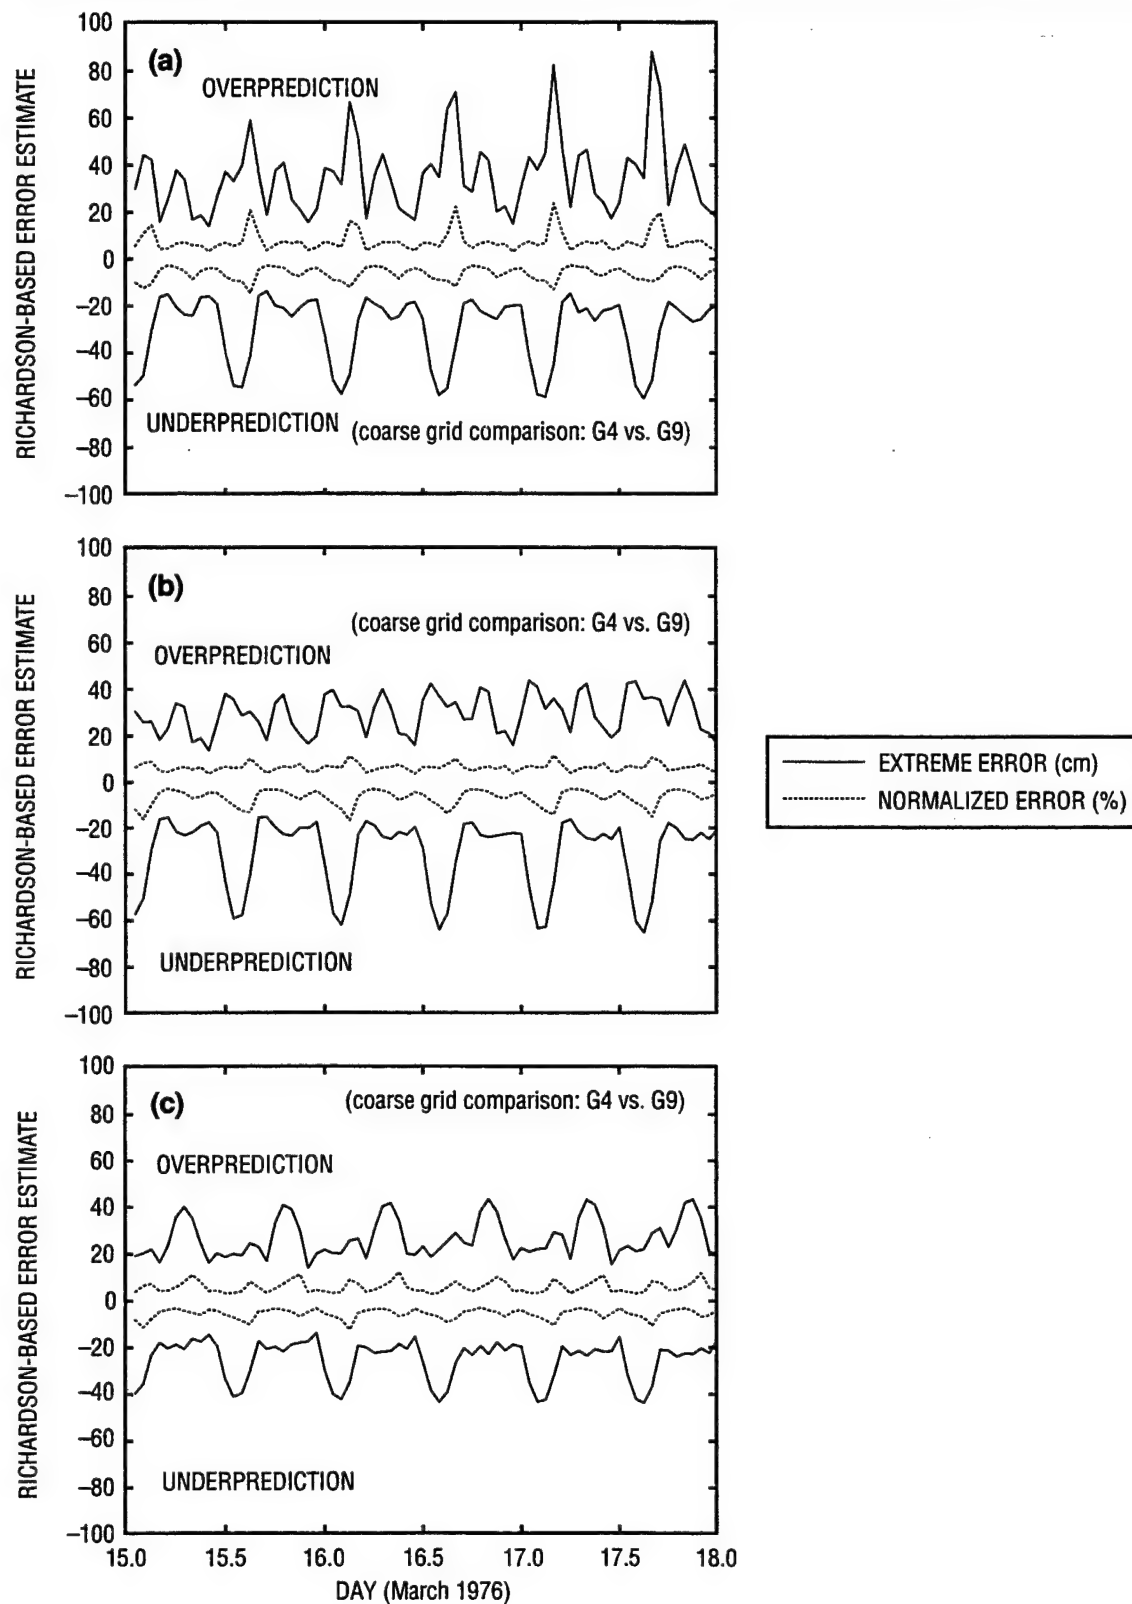 (a)
OVERPREDICTION
RICHARDSON-BASED ERROR ESTIMATE
100
80
60
40
20
0
−20
−40
−60
−80
−100
UNDERPREDICTION (coarse grid comparison: G4 vs. G9)
(b)
(coarse grid comparison: G4 vs. G9)
OVERPREDICTION
RICHARDSON-BASED ERROR ESTIMATE
100
80
60
40
20
0
−20
−40
−60
−80
−100
UNDERPREDICTION
EXTREME ERROR (cm)
NORMALIZED ERROR (%)
(c)
(coarse grid comparison: G4 vs. G9)
OVERPREDICTION
RICHARDSON-BASED ERROR ESTIMATE
100
80
60
40
20
0
−20
−40
−60
−80
−100
UNDERPREDICTION
15.0 15.5 16.0 16.5 17.0 17.5 18.0
DAY (March 1976)